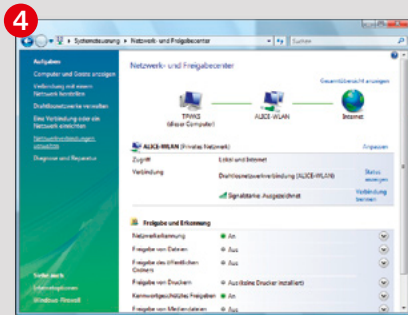 4
Systemsteuerung ▸ Netzwerk- und Freigabecenter
Suchen
Aufgaben
Computer und Geräte anzeigen
Verbindung mit einem
Netzwerk herstellen
Drahtlosnetzwerke verwalten
Eine Verbindung oder ein
Netzwerk einrichten
Netzwerkverbindungen
verwalten
Diagnose und Reparatur
Siehe auch
Internetoptionen
Windows-Firewall
Netzwerk- und Freigabecenter
Gesamtübersicht anzeigen
(dieser Computer)
ALICE-WLAN
Internet
ALICE-WLAN (Privates Netzwerk)
Anpassen
Zugriff
Lokal und Internet
Verbindung
Drahtlosnetzwerkverbindung (ALICE-WLAN)
Status
anzeigen
Signalstärke: Ausgezeichnet
Verbindung
trennen
Freigabe und Erkennung
Netzwerkerkennung
An
Freigabe von Dateien
Aus
Freigabe des öffentlichen
Ordners
Aus
Freigabe von Druckern
Aus (keine Drucker installiert)
Kennwortgeschütztes Freigeben
An
Freigabe von Mediendateien
Aus